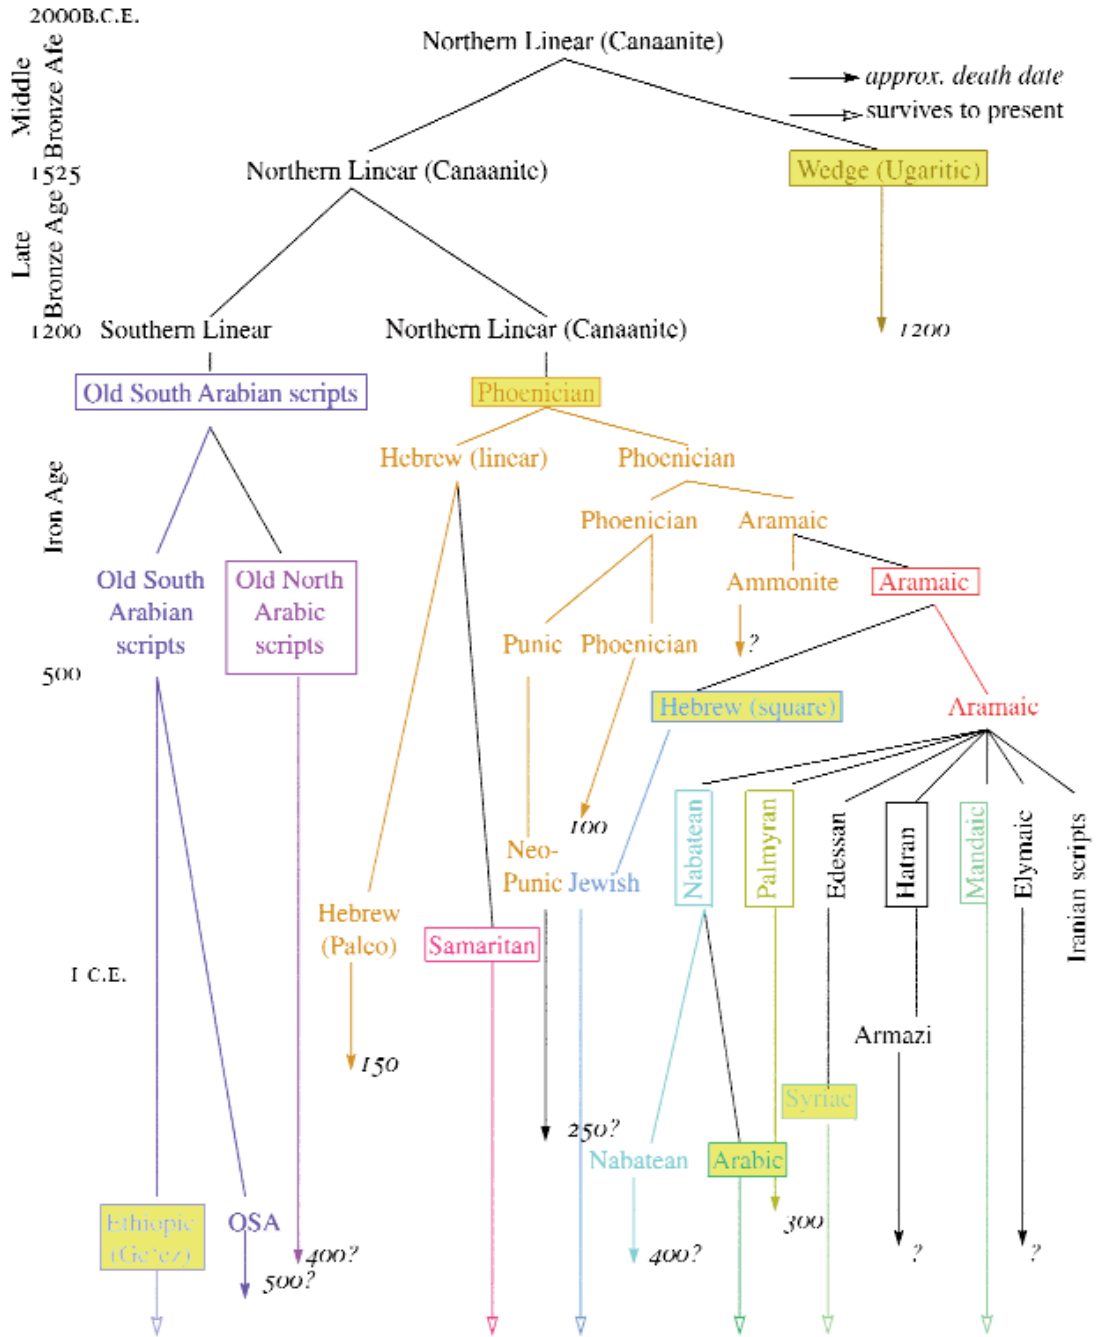 2000B.C.E.
Northern Linear (Canaanite)
approx. death date
survives to present
Middle
Bronze Afe
1525
Northern Linear (Canaanite)
Wedge (Ugaritic)
Late
Bronze Age
1200
Southern Linear
Northern Linear (Canaanite)
1200
Old South Arabian scripts
Phoenician
Iron Age
Hebrew (linear)
Phoenician
Phoenician
Aramaic
Old South
Arabian
scripts
Old North
Arabic
scripts
Ammonite
Aramaic
Punic
Phoenician
?
500
Hebrew (square)
Aramaic
100
Neo-
Punic
Jewish
Nabatean
Palmyran
Edessan
Hatran
Mandaic
Elymaic
Iranian scripts
Hebrew
(Paleo)
Samaritan
1 C.E.
Armazi
150
Syriac
250?
Nabatean
Arabic
Ethiopic
(Ge'ez)
OSA
300
400?
500?
400?
?
?